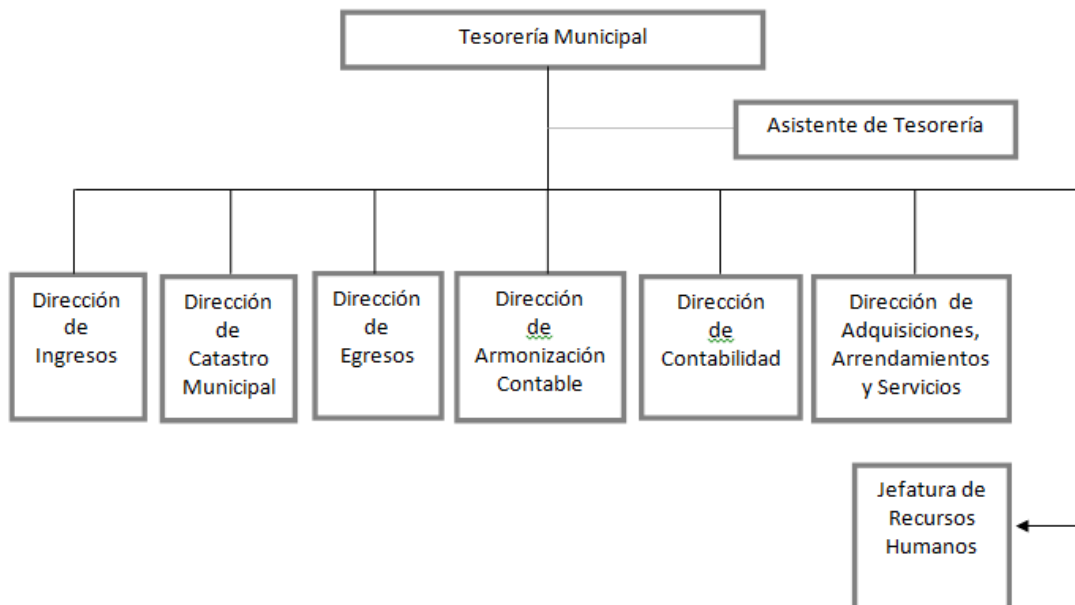 Tesorería Municipal
Asistente de Tesorería
Dirección
de
Ingresos
Dirección
de
Catastro
Municipal
Dirección
de
Egresos
Dirección
de
Armonización
Contable
Dirección
de
Contabilidad
Dirección de
Adquisiciones,
Arrendamientos
y Servicios
Jefatura de
Recursos
Humanos